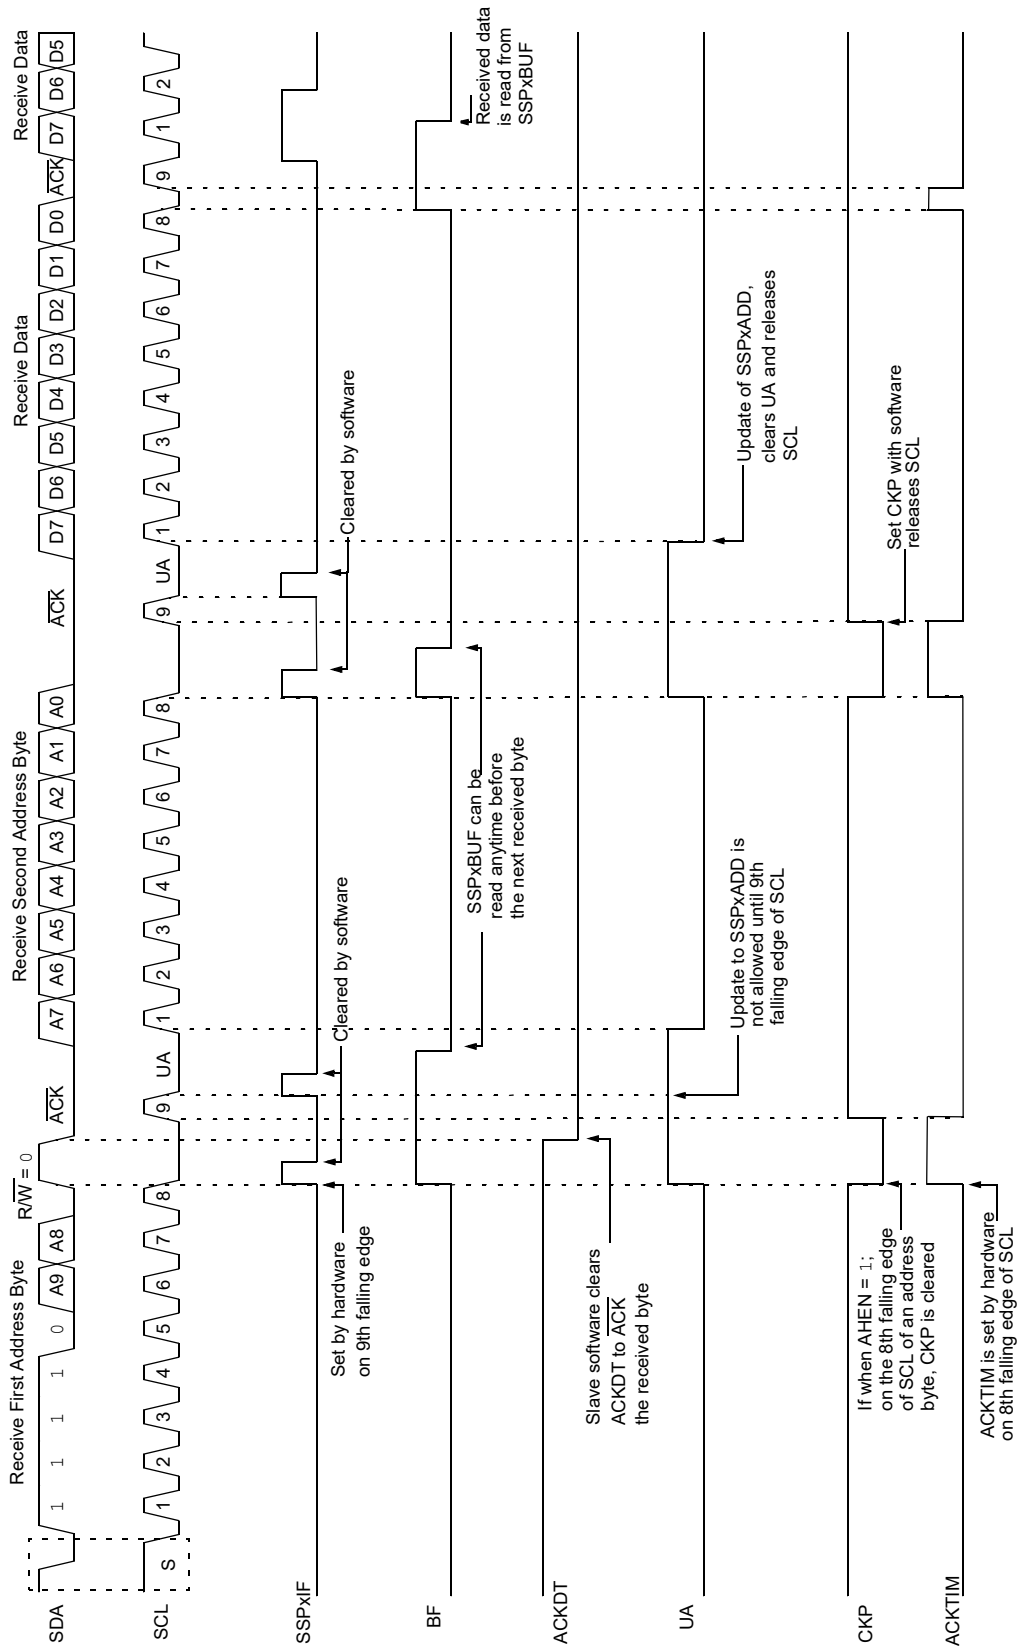 Receive First Address Byte
R/W = 0
Receive Second Address Byte
Receive Data
Receive Data
SDA
1 1 1 1 0 A9 A8
ACK
A7 A6 A5 A4 A3 A2 A1 A0
ACK
D7 D6 D5 D4 D3 D2 D1 D0
ACK
D7 D6 D5
SCL
S
1 2 3 4 5 6 7 8 9
UA
1 2 3 4 5 6 7 8 9
UA
1 2 3 4 5 6 7 8 9
1 2
SSPxIF
Set by hardware
on 9th falling edge
Cleared by software
Cleared by software
BF
SSPxBUF can be
read anytime before
the next received byte
Received data
is read from
SSPxBUF
ACKDT
Slave software clears
ACKDT to ACK
the received byte
UA
Update to SSPxADD is
not allowed until 9th
falling edge of SCL
Update of SSPxADD,
clears UA and releases
SCL
CKP
If when AHEN = 1;
on the 8th falling edge
of SCL of an address
byte, CKP is cleared
Set CKP with software
releases SCL
ACKTIM
ACKTIM is set by hardware
on 8th falling edge of SCL